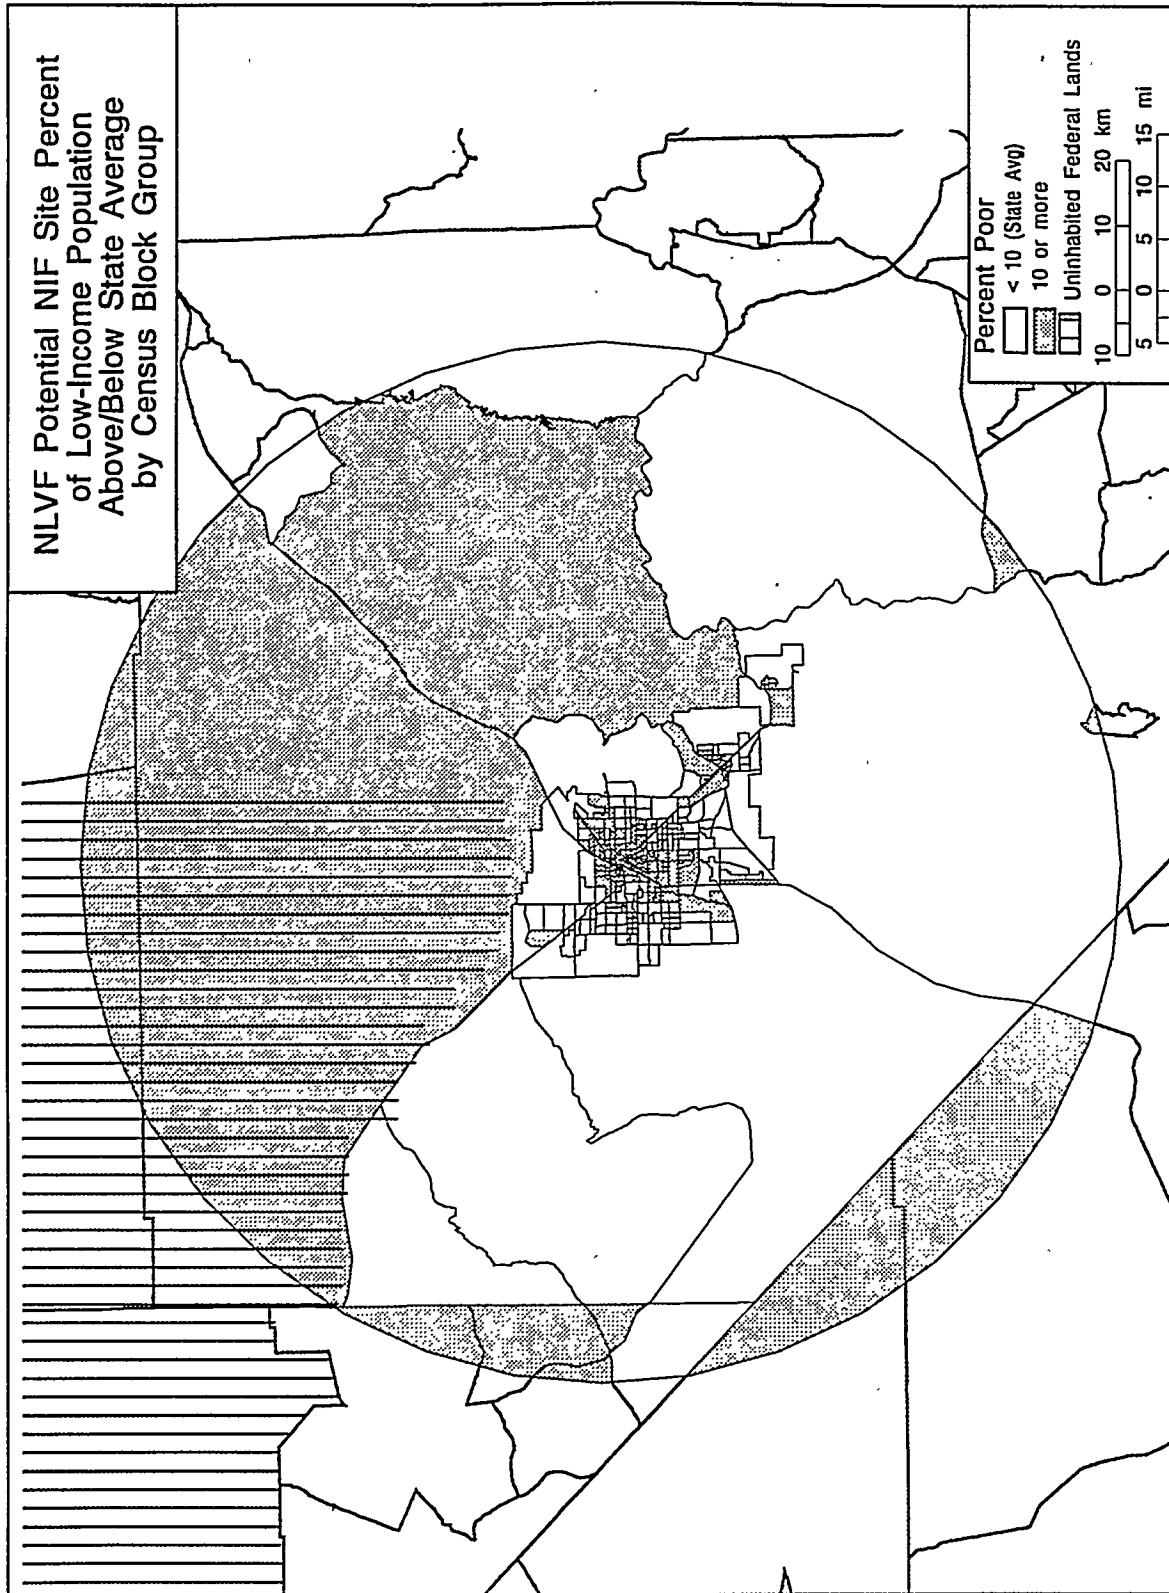 NLVF Potential NIF Site Percent
of Low-Income Population
Above/Below State Average
by Census Block Group
Percent Poor
< 10 (State Avg)
10 or more
Uninhabited Federal Lands
10 0 10 20 km
5 0 5 10 15 mi